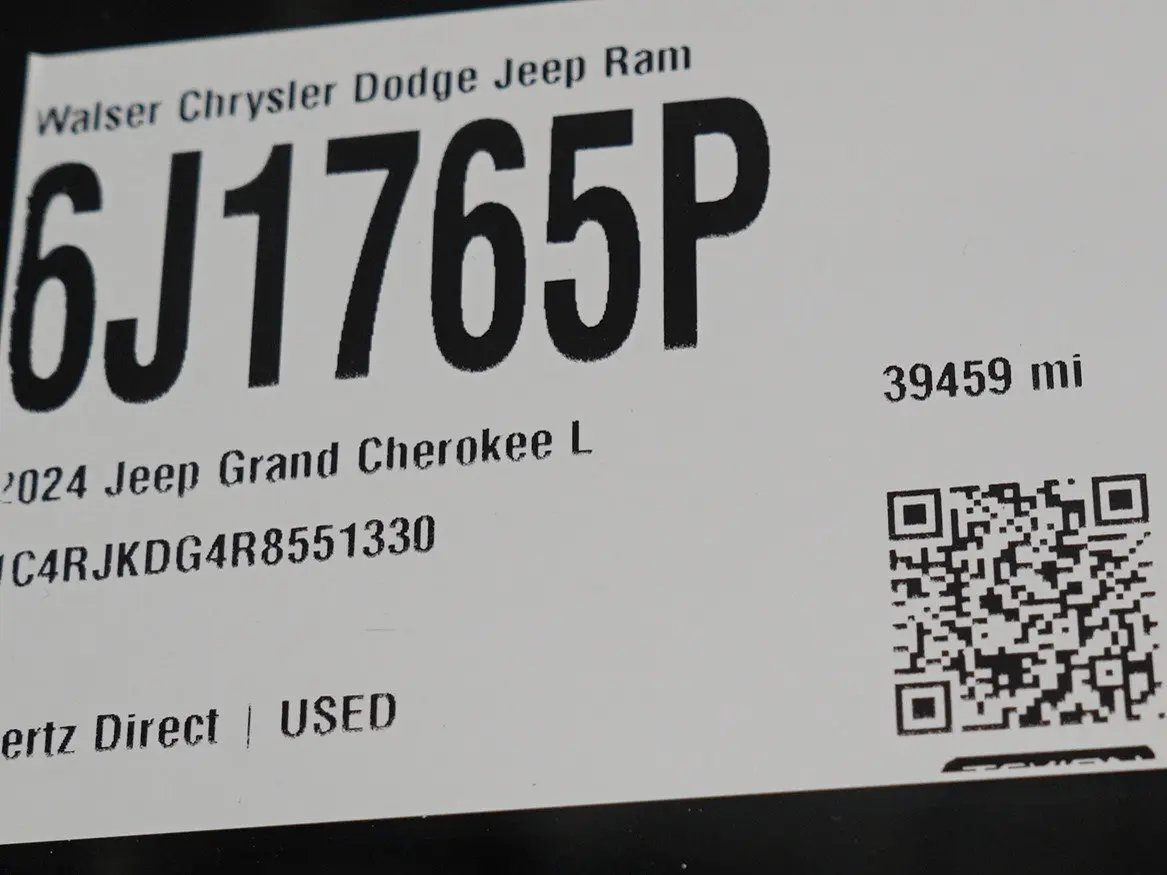 Walser Chrysler Dodge Jeep Ram
6J1765P
39459 mi
2024 Jeep Grand Cherokee L
1C4RJKDG4R8551330
ertz Direct | USED